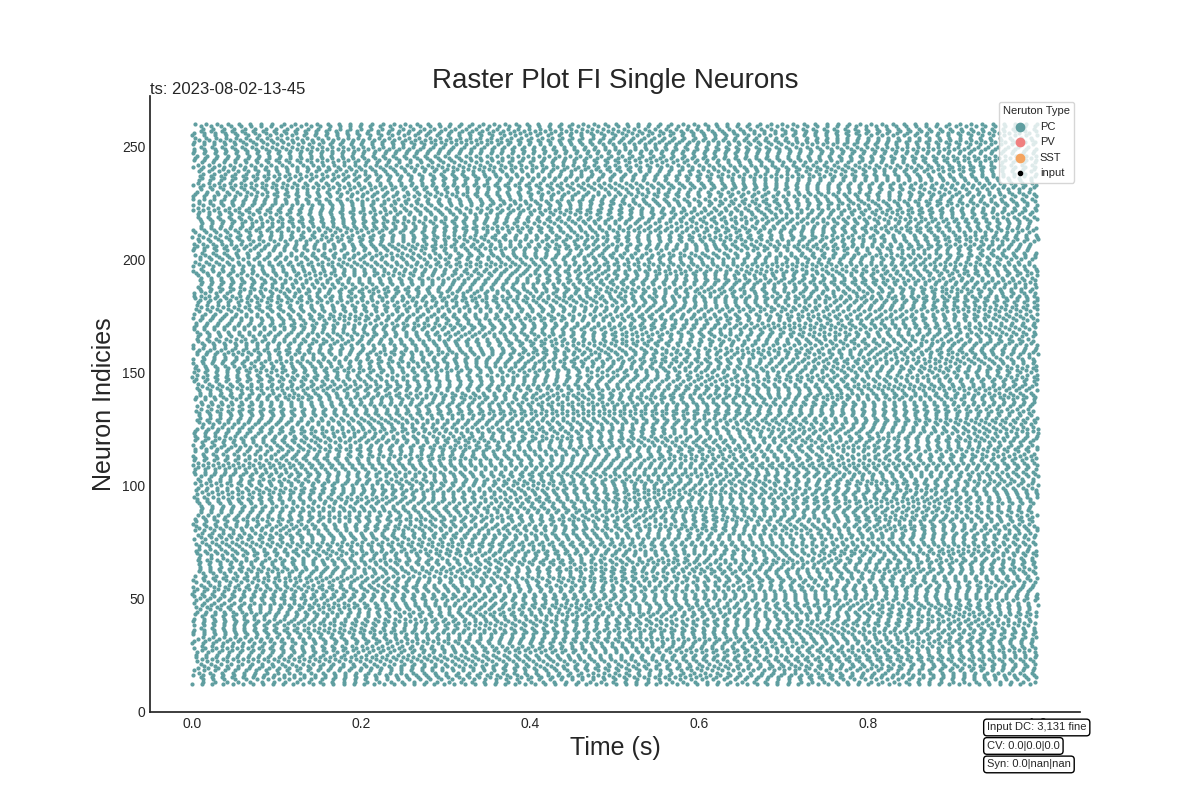 Raster Plot FI Single Neurons
ts: 2023-08-02-13-45
Neruton Type
PC
PV
SST
input
250
200
150
100
50
0
Neuron Indicies
0.0 0.2 0.4 0.6 0.8
Time (s)
Input DC: 3,131 fine
CV: 0.0|0.0|0.0
Syn: 0.0|nan|nan